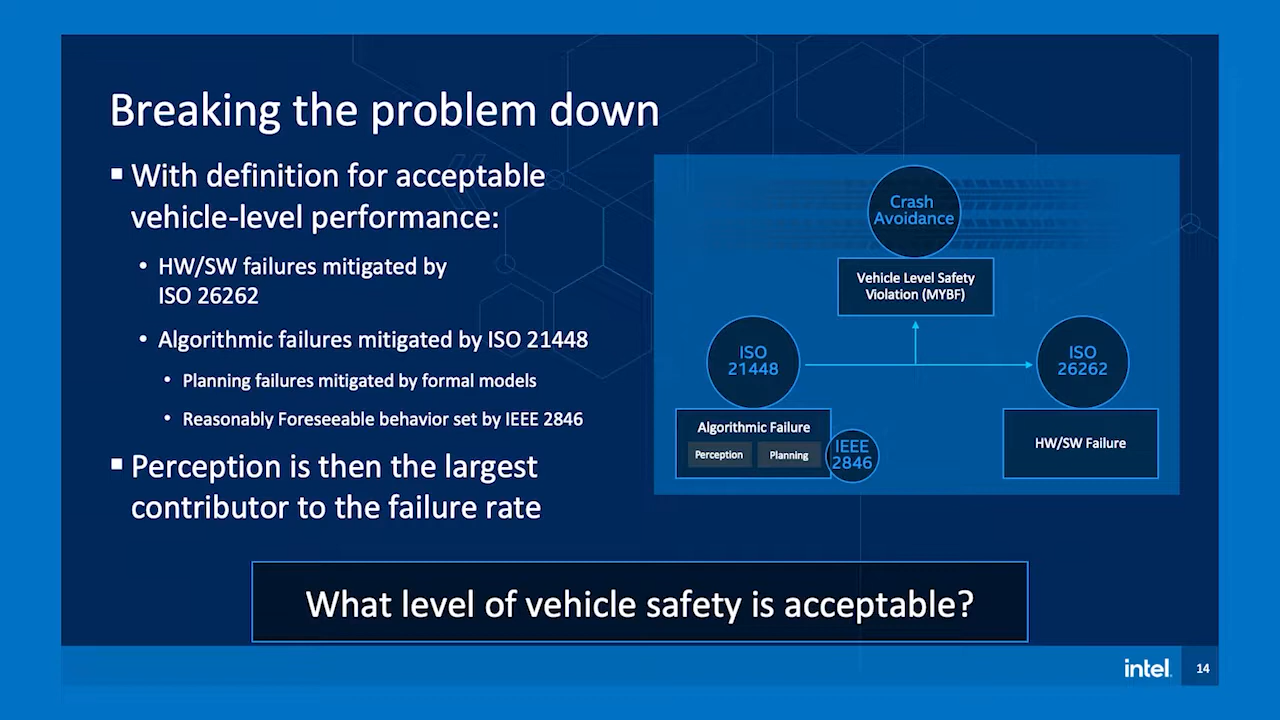 Breaking the problem down
▪ With definition for acceptable
vehicle-level performance:
• HW/SW failures mitigated by
ISO 26262
• Algorithmic failures mitigated by ISO 21448
• Planning failures mitigated by formal models
• Reasonably Foreseeable behavior set by IEEE 2846
▪ Perception is then the largest
contributor to the failure rate
Crash
Avoidance
Vehicle Level Safety
Violation (MYBF)
ISO
21448
ISO
26262
Algorithmic Failure
Perception
Planning
IEEE
2846
HW/SW Failure
What level of vehicle safety is acceptable?
intel.
14